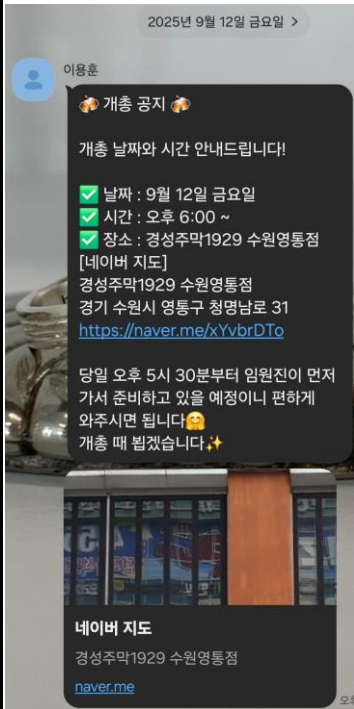 2025년 9월 12일 금요일 >
이용훈
🍻 개총 공지 🍻
개총 날짜와 시간 안내드립니다!
✅ 날짜 : 9월 12일 금요일
✅ 시간 : 오후 6:00 ~
✅ 장소 : 경성주막1929 수원영통점
[네이버 지도]
경성주막1929 수원영통점
경기 수원시 영통구 청명남로 31
https://naver.me/xYvbrDTo
당일 오후 5시 30분부터 임원진이 먼저
가서 준비하고 있을 예정이니 편하게
와주시면 됩니다🤗
개총 때 뵙겠습니다✨
네이버 지도
경성주막1929 수원영통점
naver.me